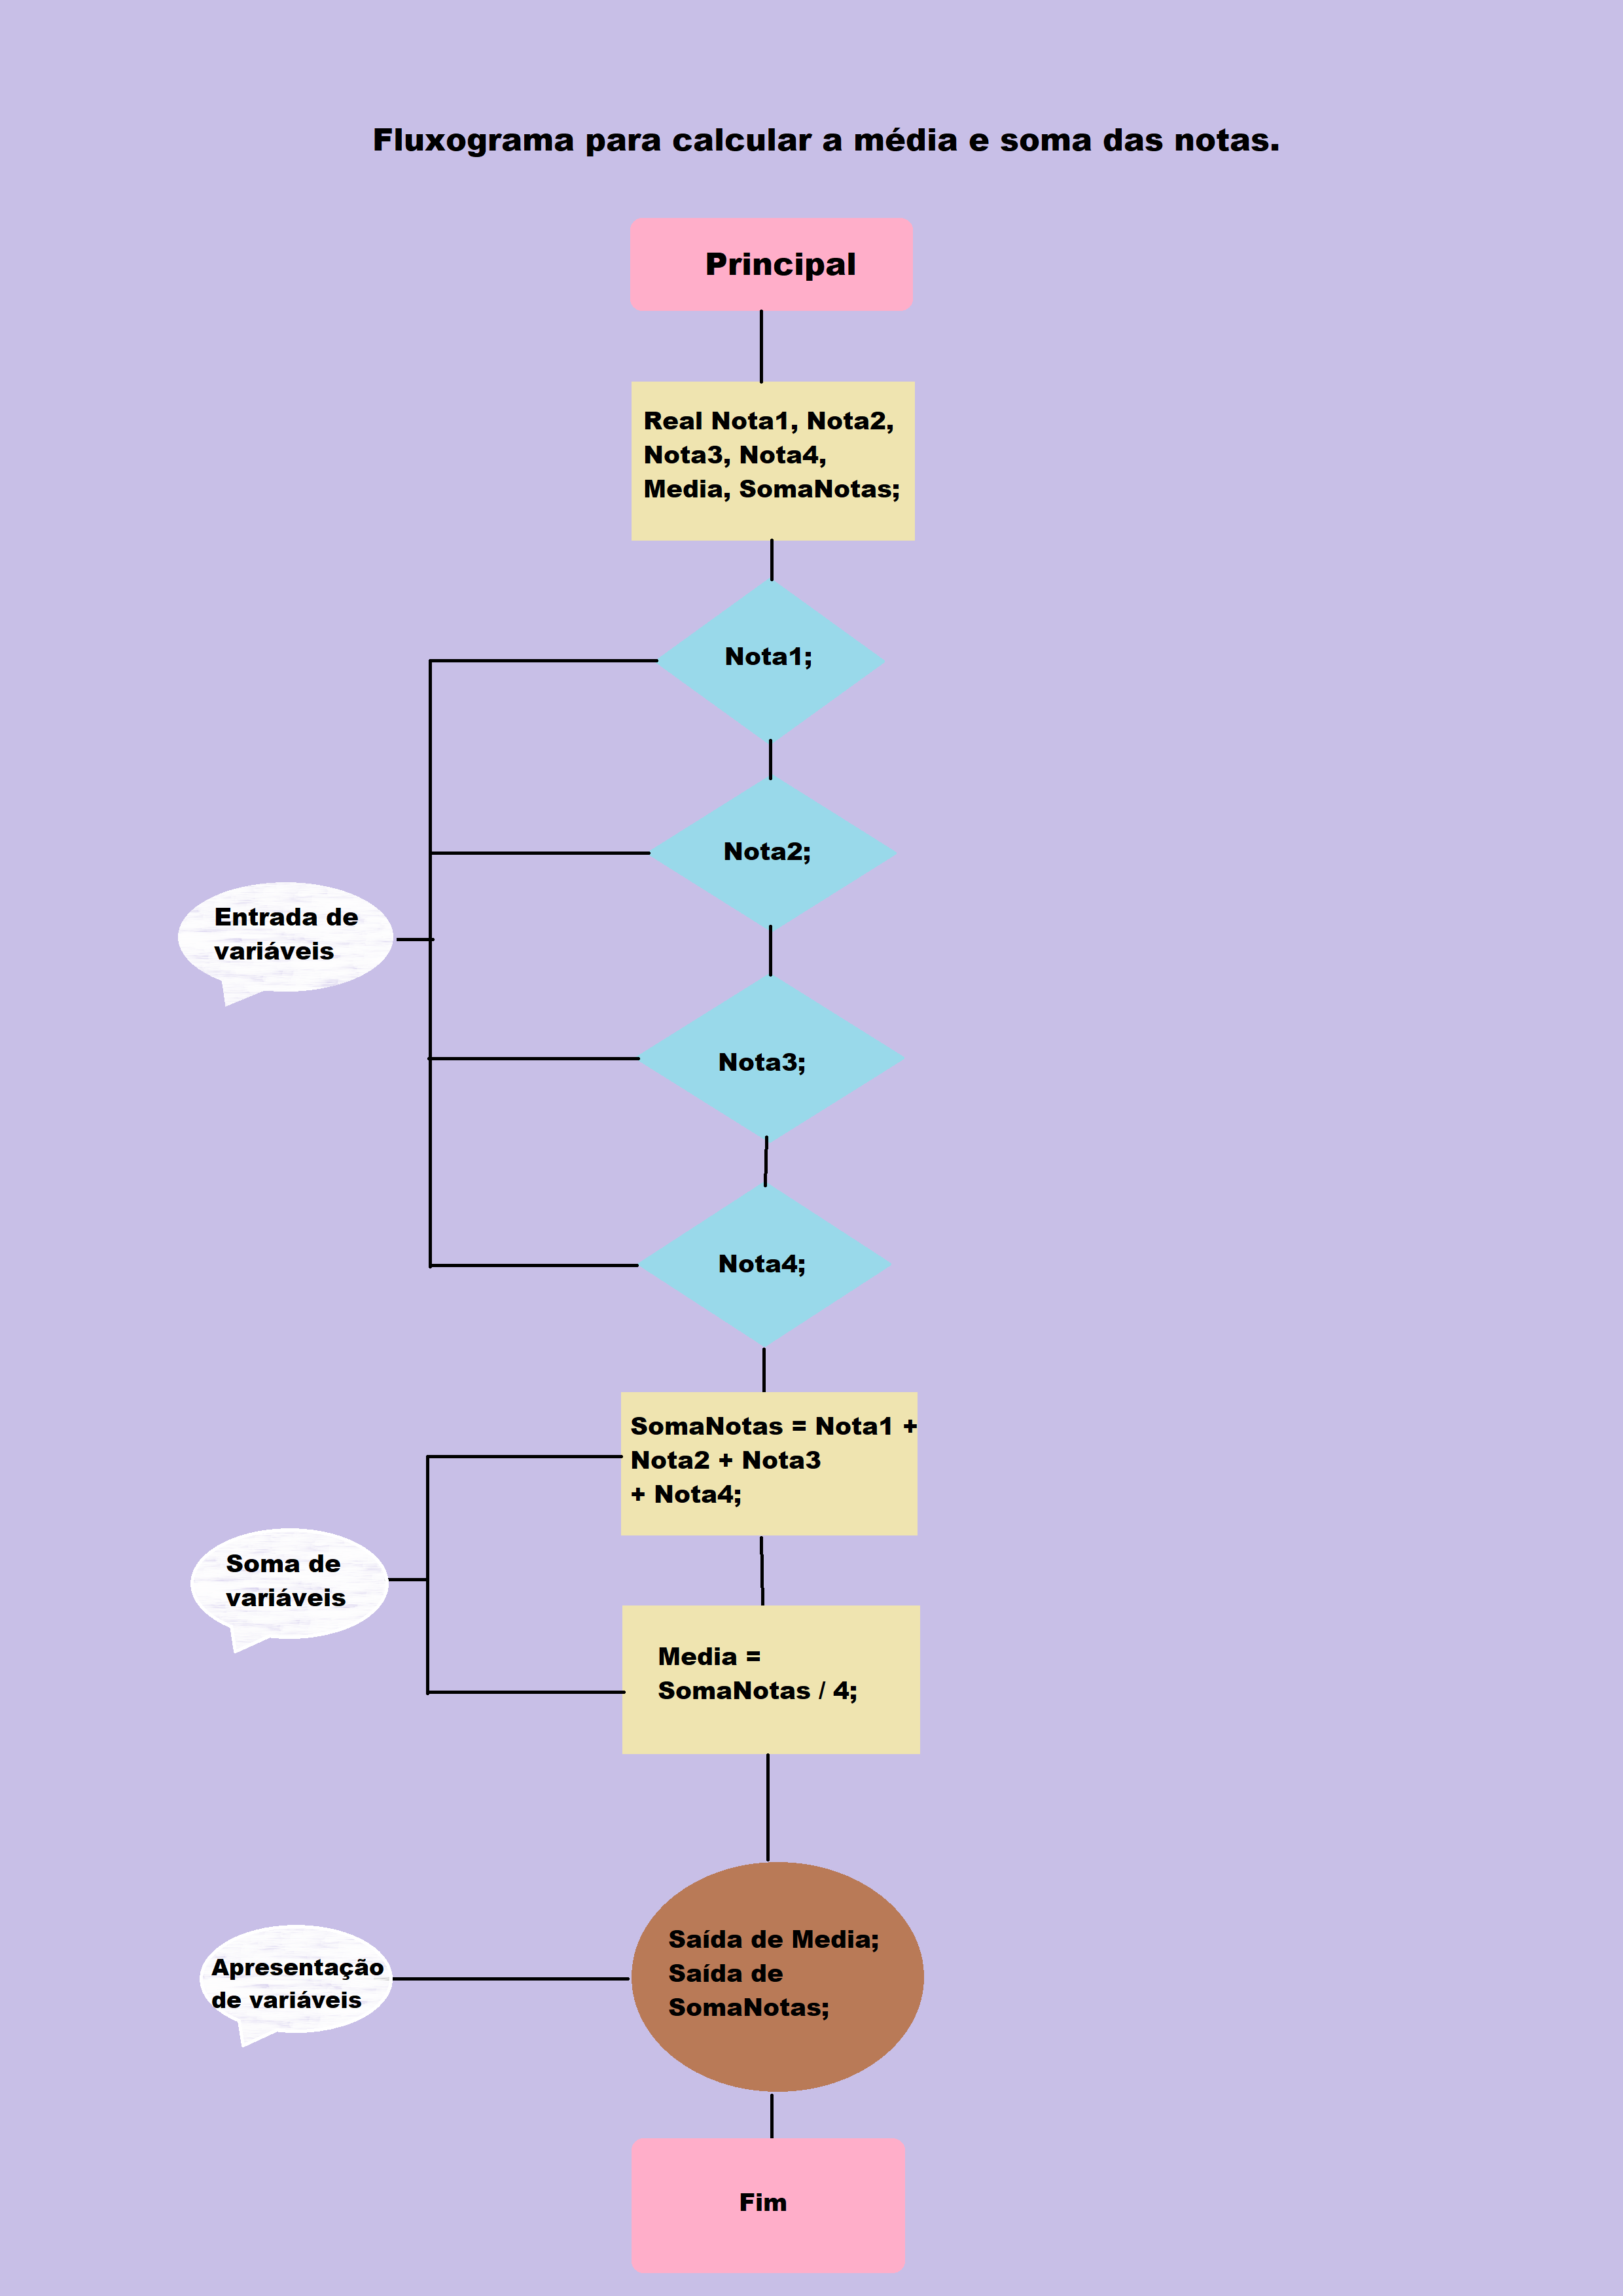 Fluxograma para calcular a média e soma das notas.
Principal
Real Nota1, Nota2,
Nota3, Nota4,
Media, SomaNotas;
Nota1;
Nota2;
Entrada de
variáveis
Nota3;
Nota4;
SomaNotas = Nota1 +
Nota2 + Nota3
+ Nota4;
Soma de
variáveis
Media =
SomaNotas / 4;
Saída de Media;
Saída de
SomaNotas;
Apresentação
de variáveis
Fim